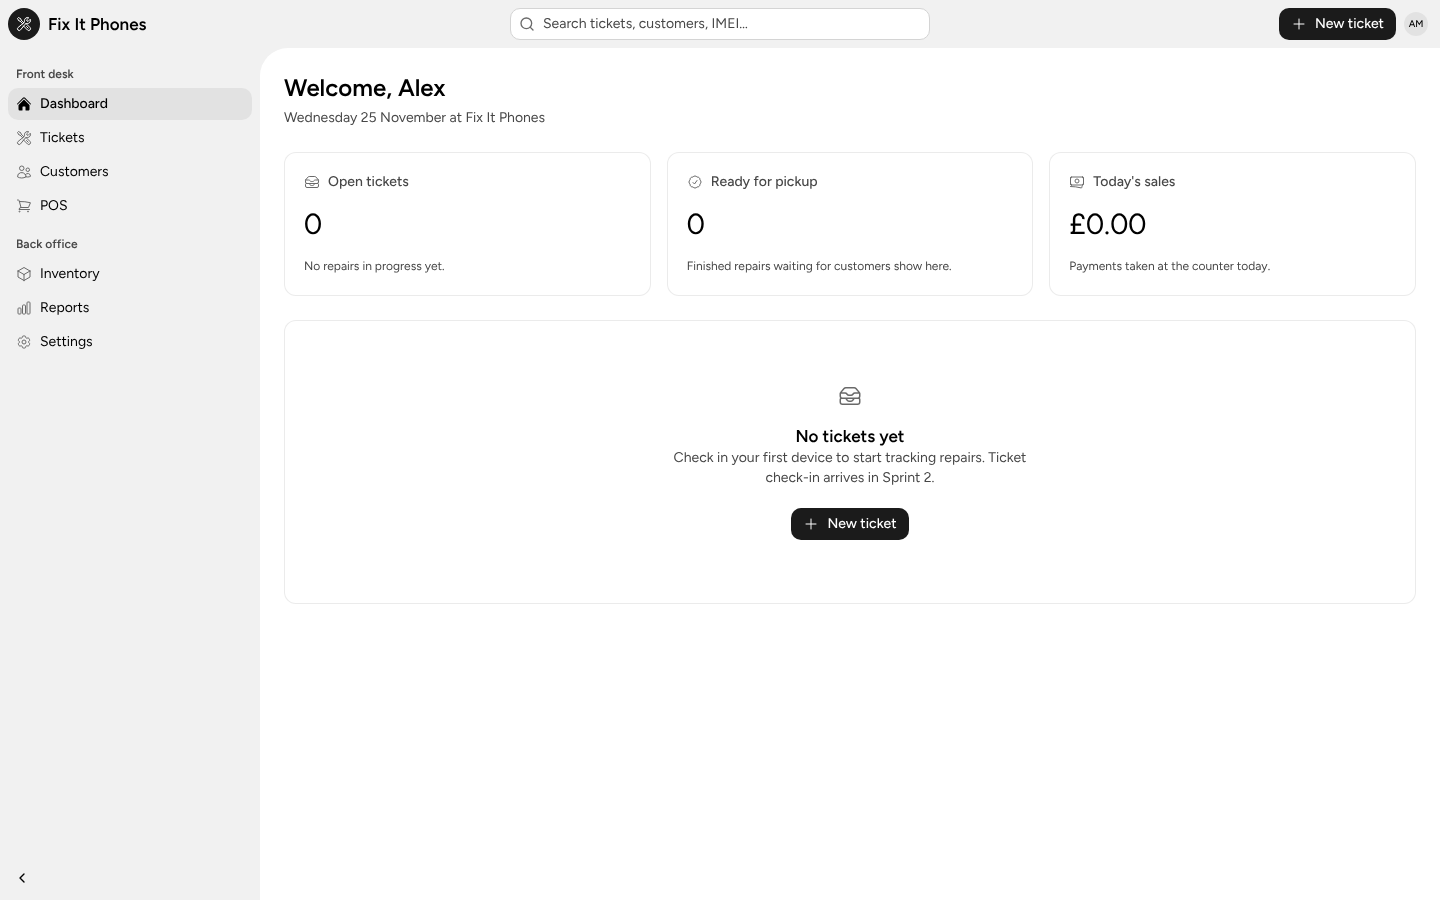 Fix It Phones
Search tickets, customers, IMEI...
New ticket
AM
Front desk
Dashboard
Tickets
Customers
POS
Back office
Inventory
Reports
Settings
Welcome, Alex
Wednesday 25 November at Fix It Phones
Open tickets
0
No repairs in progress yet.
Ready for pickup
0
Finished repairs waiting for customers show here.
Today's sales
£0.00
Payments taken at the counter today.
No tickets yet
Check in your first device to start tracking repairs. Ticket
check-in arrives in Sprint 2.
New ticket